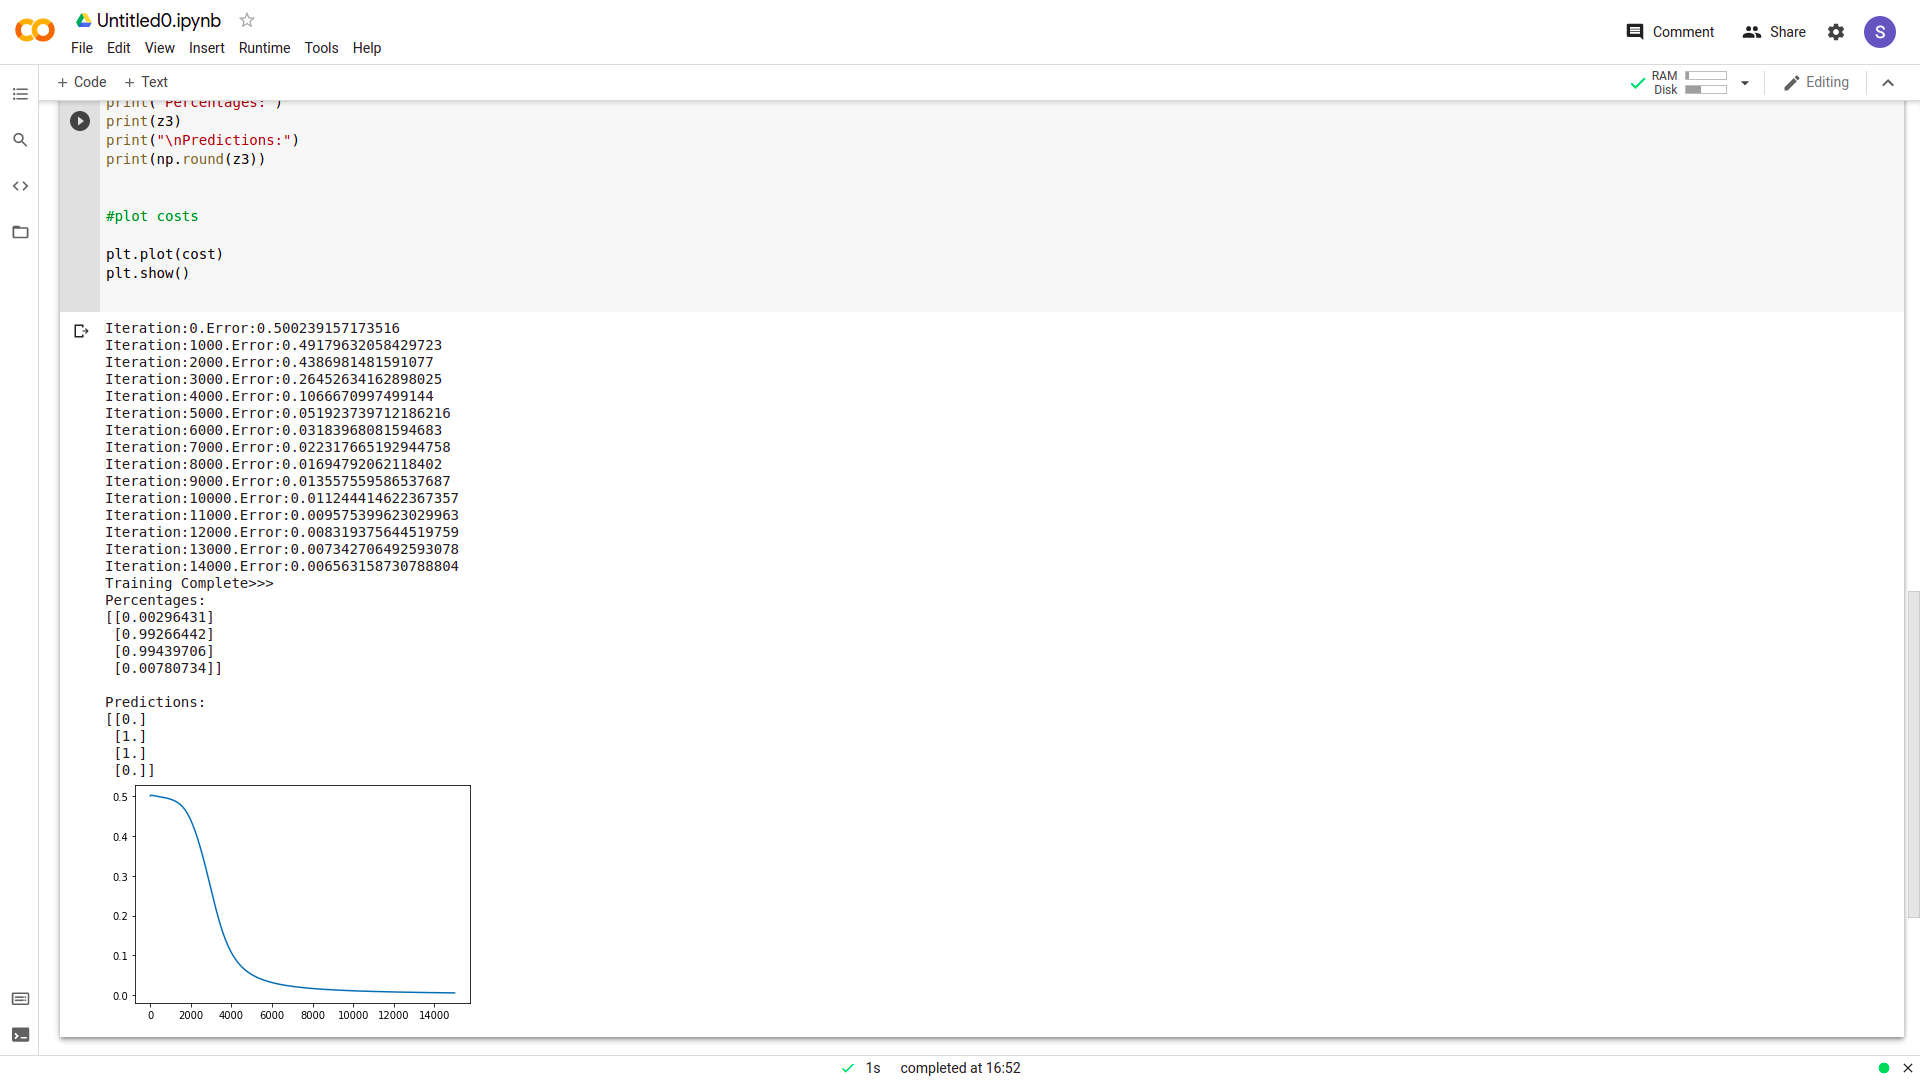 Untitled0.ipynb
File Edit View Insert Runtime Tools Help
Comment Share S
+ Code + Text
RAM
Disk
Editing
print("Percentages:")
print(z3)
print("\nPredictions:")
print(np.round(z3))
#plot costs
plt.plot(cost)
plt.show()
Iteration:0.Error:0.500239157173516
Iteration:1000.Error:0.49179632058429723
Iteration:2000.Error:0.4386981481591077
Iteration:3000.Error:0.26452634162898025
Iteration:4000.Error:0.1066670997499144
Iteration:5000.Error:0.051923739712186216
Iteration:6000.Error:0.03183968081594683
Iteration:7000.Error:0.022317665192944758
Iteration:8000.Error:0.01694792062118402
Iteration:9000.Error:0.013557559586537687
Iteration:10000.Error:0.011244414622367357
Iteration:11000.Error:0.009575399623029963
Iteration:12000.Error:0.008319375644519759
Iteration:13000.Error:0.007342706492593078
Iteration:14000.Error:0.006563158730788804
Training Complete>>>
Percentages:
[[0.00296431]
[0.99266442]
[0.99439706]
[0.00780734]]
Predictions:
[[0.]
[1.]
[1.]
[0.]]
0.5
0.4
0.3
0.2
0.1
0.0
0 2000 4000 6000 8000 10000 12000 14000
1s completed at 16:52